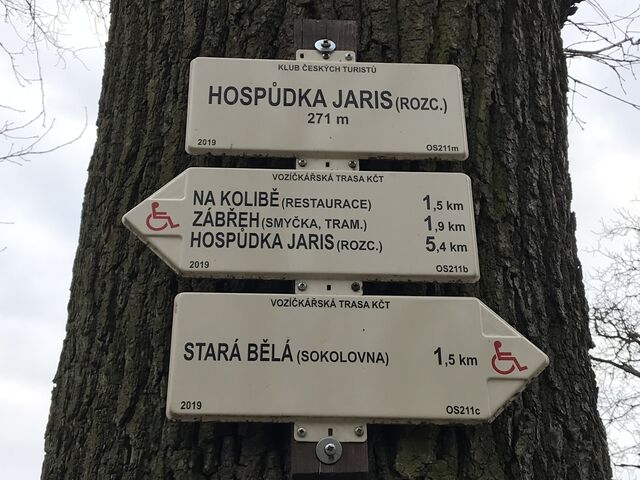 KLUB ČESKÝCH TURISTŮ
HOSPŮDKA JARIS (ROZC.)
271 m
2019 OS211m
VOZÍČKÁŘSKÁ TRASA KČT
NA KOLIBĚ (RESTAURACE) 1,5 km
ZÁBŘEH (SMYČKA, TRAM.) 1,9 km
HOSPŮDKA JARIS (ROZC.) 5,4 km
2019 OS211b
VOZÍČKÁŘSKÁ TRASA KČT
STARÁ BĚLÁ (SOKOLOVNA) 1,5 km
2019 OS211c